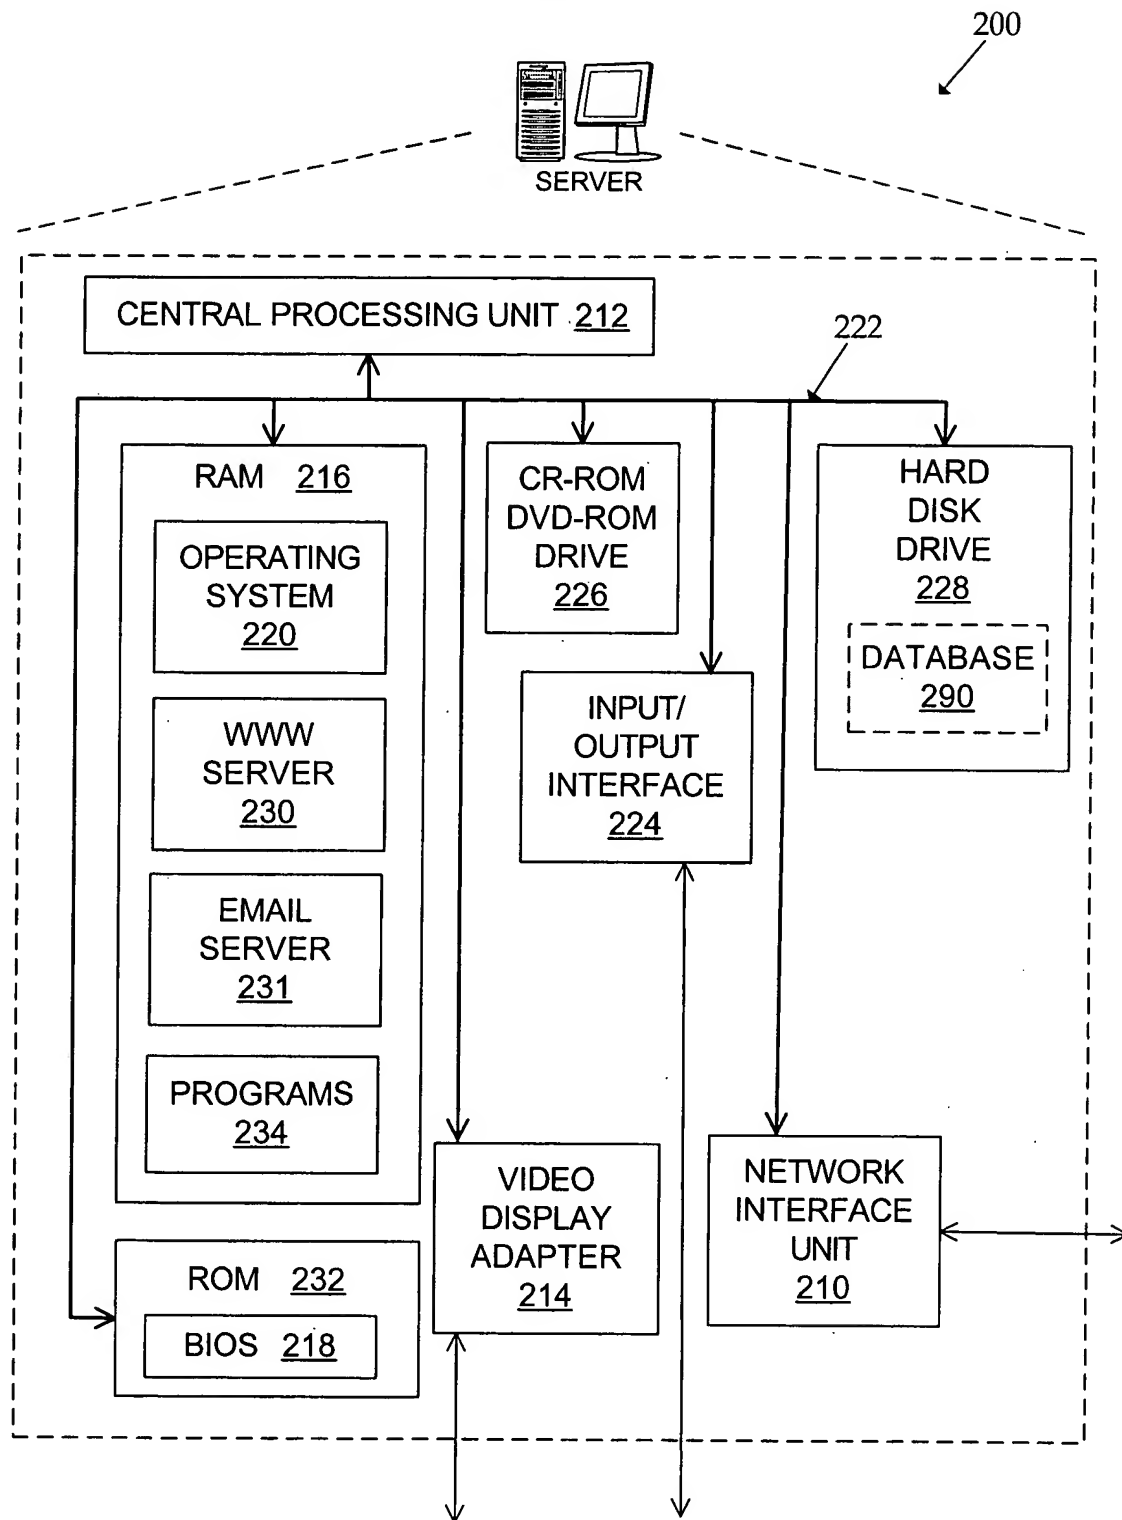 200
SERVER
CENTRAL PROCESSING UNIT 212
222
RAM 216
OPERATING
SYSTEM
220
WWW
SERVER
230
EMAIL
SERVER
231
PROGRAMS
234
ROM 232
BIOS 218
CR-ROM
DVD-ROM
DRIVE
226
INPUT/
OUTPUT
INTERFACE
224
HARD
DISK
DRIVE
228
DATABASE
290
VIDEO
DISPLAY
ADAPTER
214
NETWORK
INTERFACE
UNIT
210